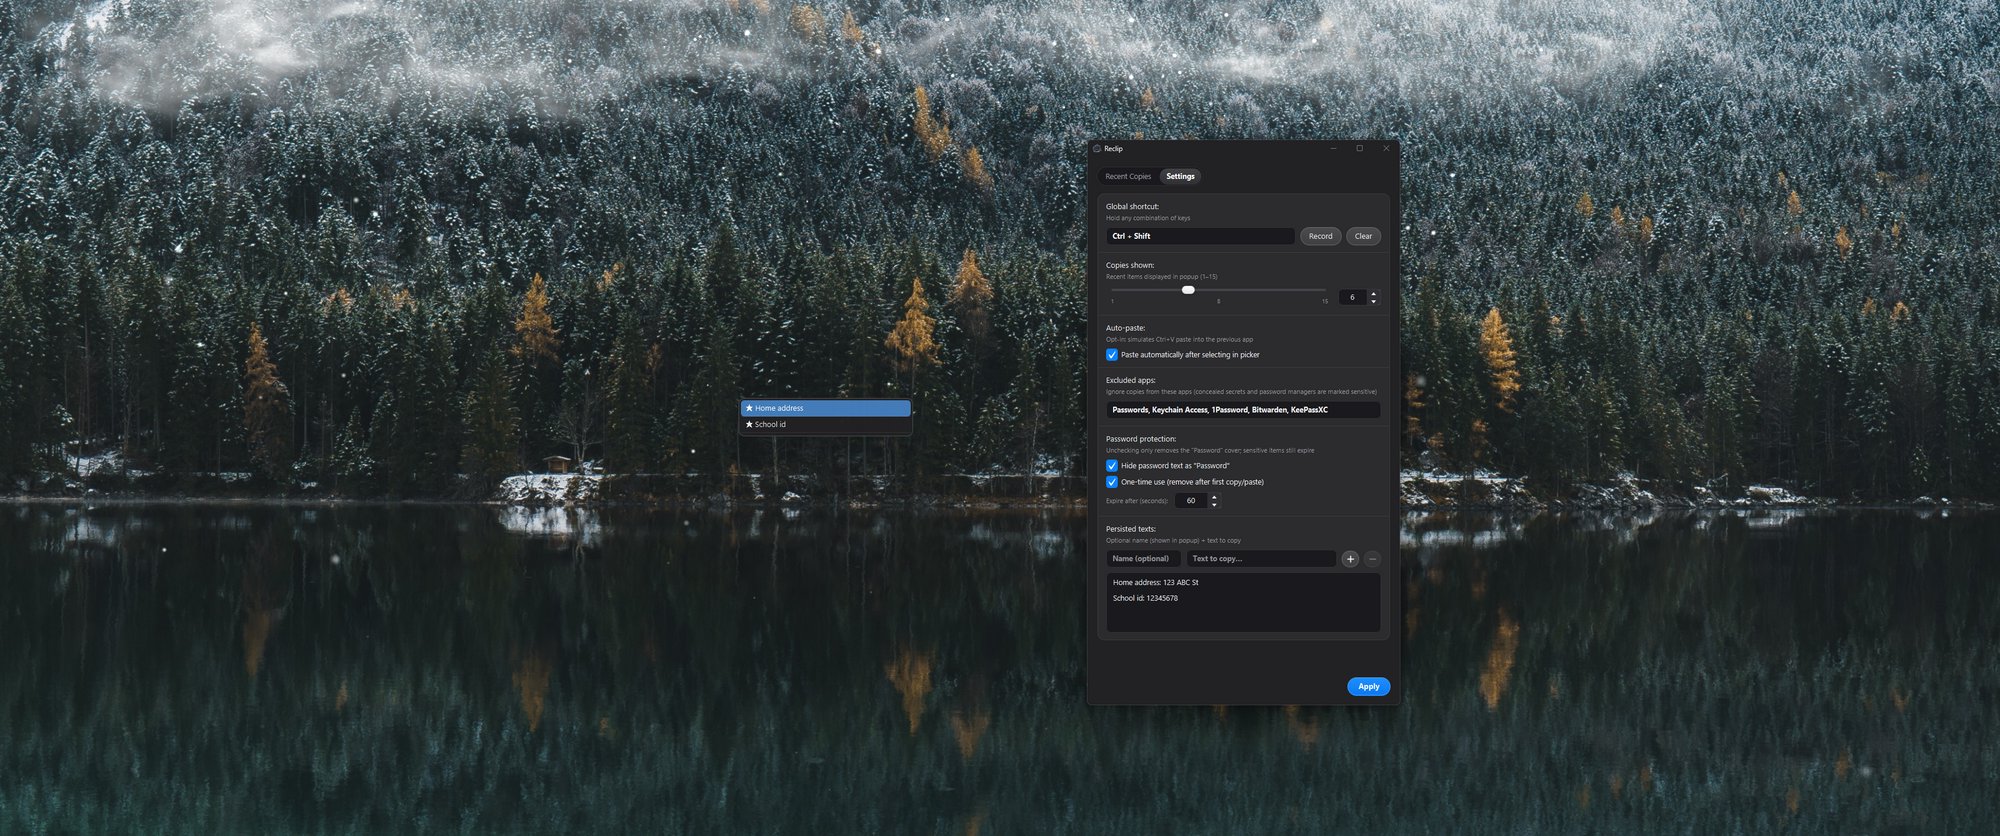 Reclip
Recent Copies Settings
Global shortcut:
Hold any combination of keys
Ctrl + Shift Record Clear
Copies shown:
Recent items displayed in popup (1–15)
1 8 15 6
Auto-paste:
Opt-in: simulates Ctrl+V paste into the previous app
Paste automatically after selecting in picker
Excluded apps:
Ignore copies from these apps (concealed secrets and password managers are marked sensitive)
Passwords, Keychain Access, 1Password, Bitwarden, KeePassXC
Password protection:
Unchecking only removes the "Password" cover; sensitive items still expire
Hide password text as "Password"
One-time use (remove after first copy/paste)
Expire after (seconds): 60
Persisted texts:
Optional name (shown in popup) + text to copy
Name (optional) Text to copy...
Home address: 123 ABC St
School id: 12345678
Apply
★ Home address
★ School id